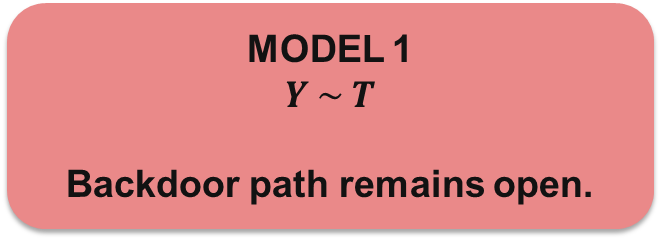 MODEL 1
Y ~ T
Backdoor path remains open.